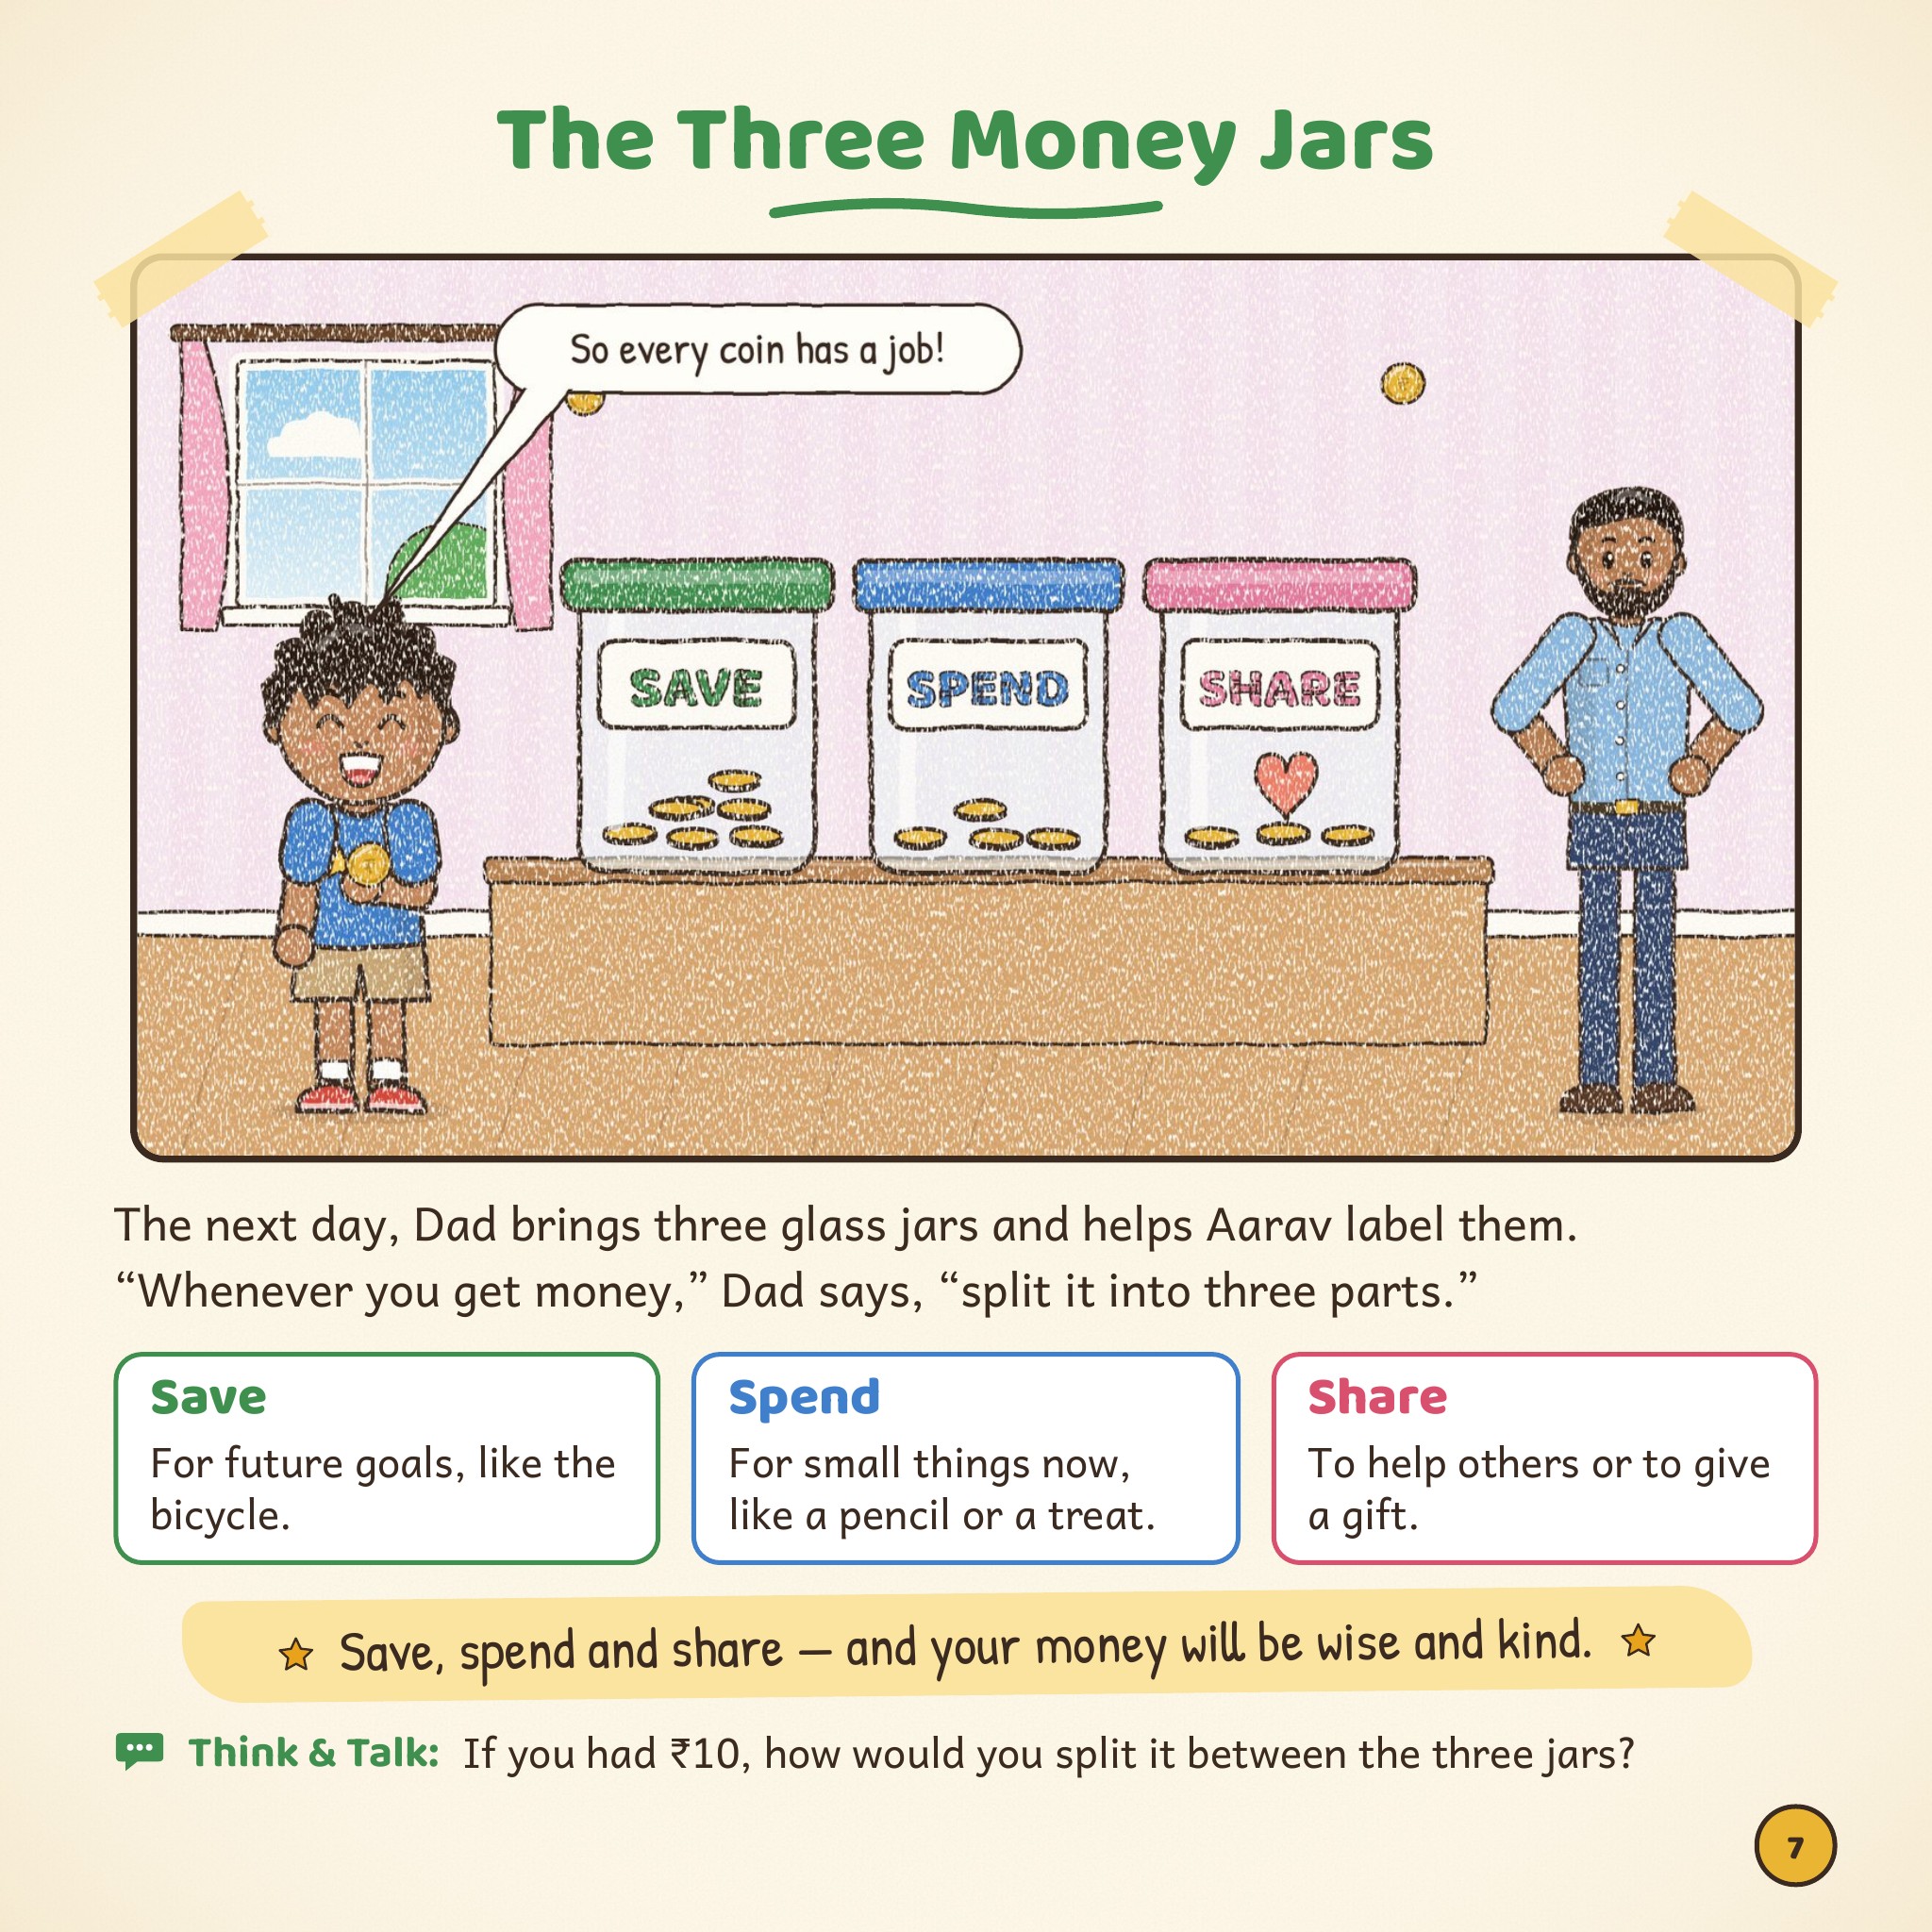 The Three Money Jars
So every coin has a job!
SAVE
SPEND
SHARE
The next day, Dad brings three glass jars and helps Aarav label them.
“Whenever you get money,” Dad says, “split it into three parts.”
Save
For future goals, like the
bicycle.
Spend
For small things now,
like a pencil or a treat.
Share
To help others or to give
a gift.
Save, spend and share – and your money will be wise and kind.
Think & Talk: If you had ₹10, how would you split it between the three jars?
7